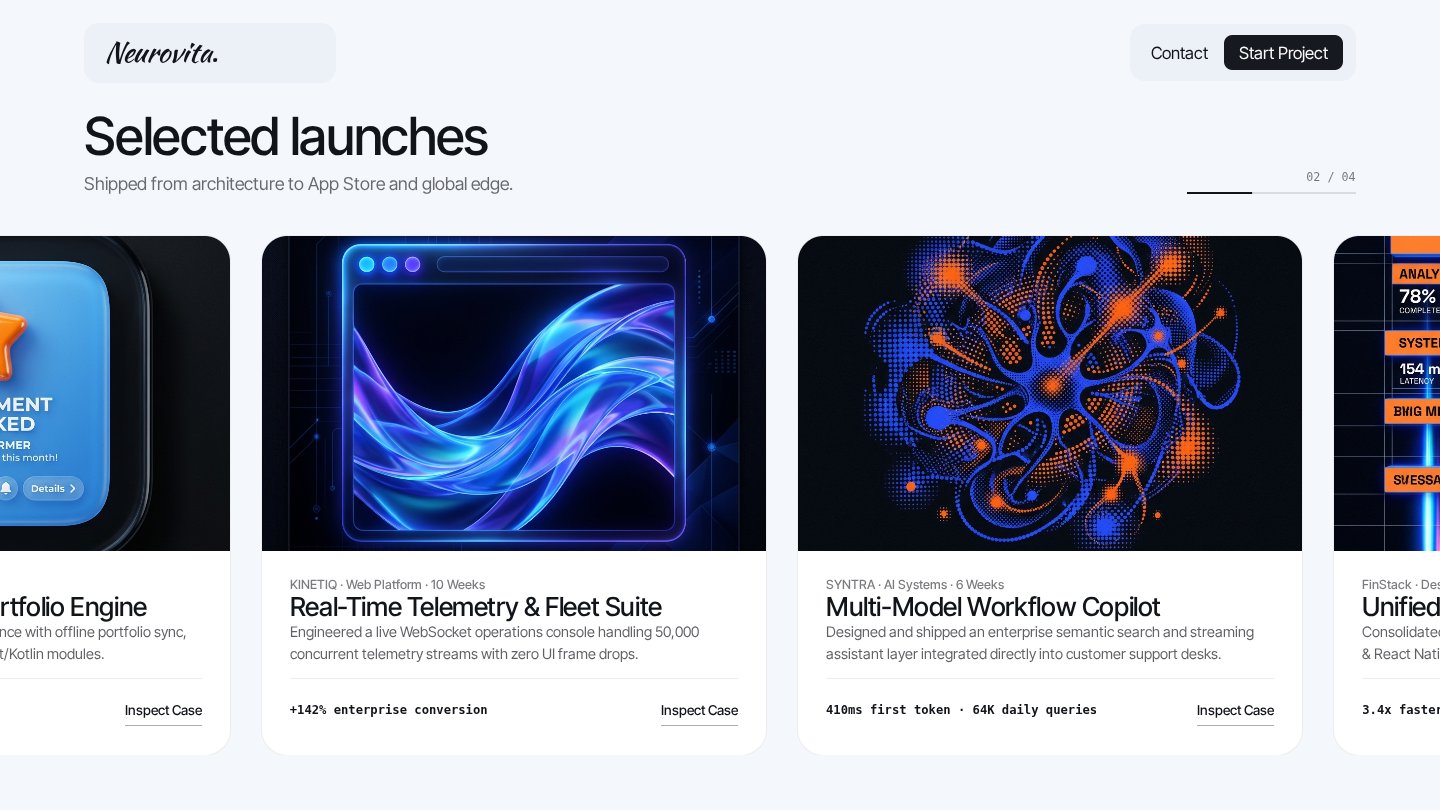 Neurovita.
Contact
Start Project
Selected launches
Shipped from architecture to App Store and global edge.
02 / 04
MENT
KED
RMER
this month!
Details
rtfolio Engine
nce with offline portfolio sync,
t/Kotlin modules.
Inspect Case
KINETIQ · Web Platform · 10 Weeks
Real-Time Telemetry & Fleet Suite
Engineered a live WebSocket operations console handling 50,000
concurrent telemetry streams with zero UI frame drops.
+142% enterprise conversion
Inspect Case
SYNTRA · AI Systems · 6 Weeks
Multi-Model Workflow Copilot
Designed and shipped an enterprise semantic search and streaming
assistant layer integrated directly into customer support desks.
410ms first token · 64K daily queries
Inspect Case
ANALY
78%
COMPLETE
SYSTE
154 m
LATENCY
FinStack · Des
Unified
Consolidated
& React Nati
3.4x faster